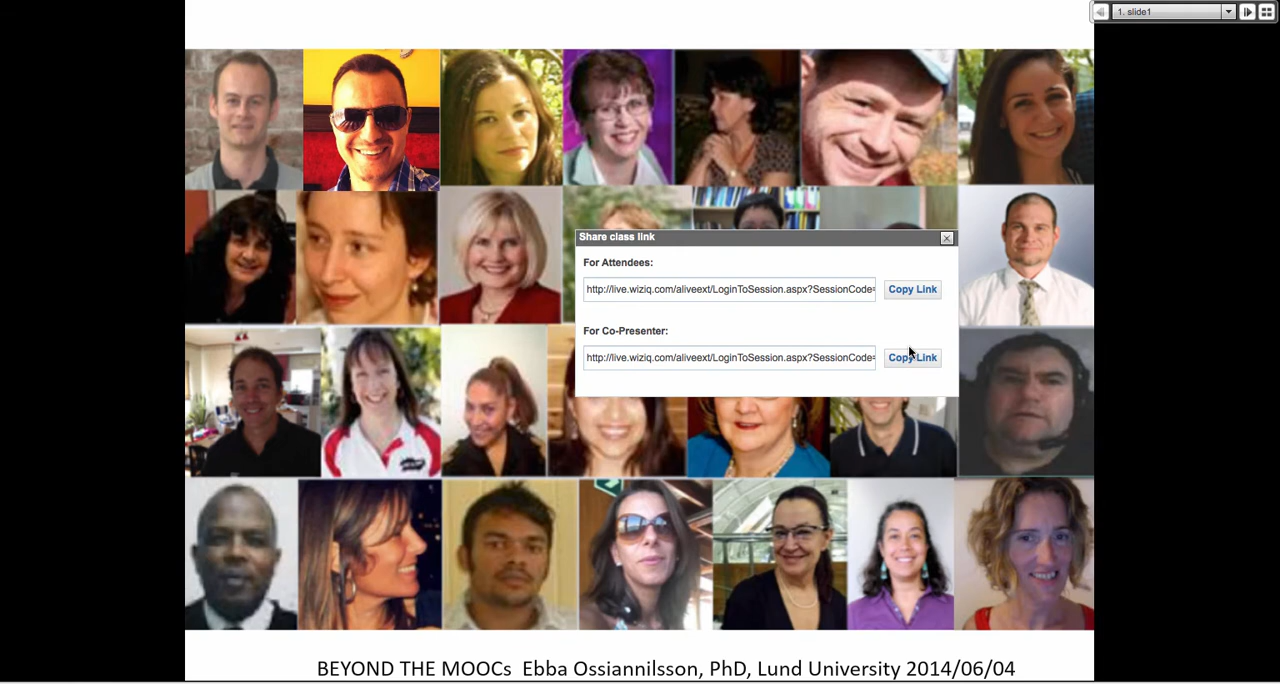 1. slide1
Share class link
For Attendees:
http://live.wiziq.com/aliveext/LoginToSession.aspx?SessionCode= Copy Link
For Co-Presenter:
http://live.wiziq.com/aliveext/LoginToSession.aspx?SessionCode= Copy Link
BEYOND THE MOOCs Ebba Ossiannilsson, PhD, Lund University 2014/06/04